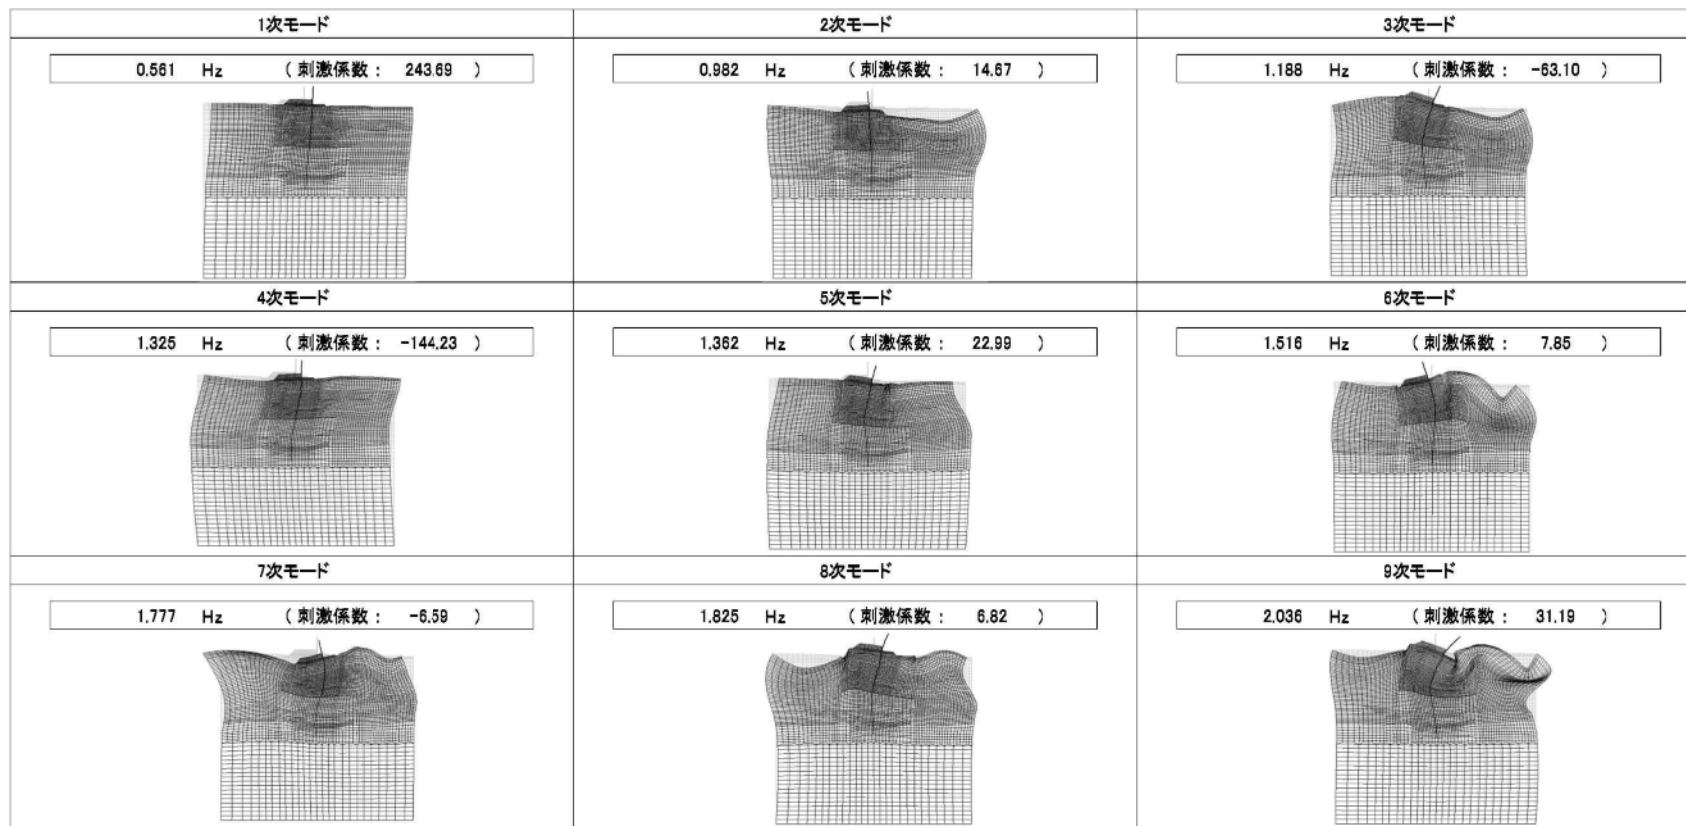 1次モード
2次モード
3次モード
0.561 Hz （ 刺激係数： 243.69 ）
0.982 Hz （ 刺激係数： 14.67 ）
1.188 Hz （ 刺激係数： -63.10 ）
4次モード
5次モード
6次モード
1.325 Hz （ 刺激係数： -144.23 ）
1.362 Hz （ 刺激係数： 22.99 ）
1.516 Hz （ 刺激係数： 7.85 ）
7次モード
8次モード
9次モード
1.777 Hz （ 刺激係数： -6.59 ）
1.825 Hz （ 刺激係数： 6.82 ）
2.036 Hz （ 刺激係数： 31.19 ）